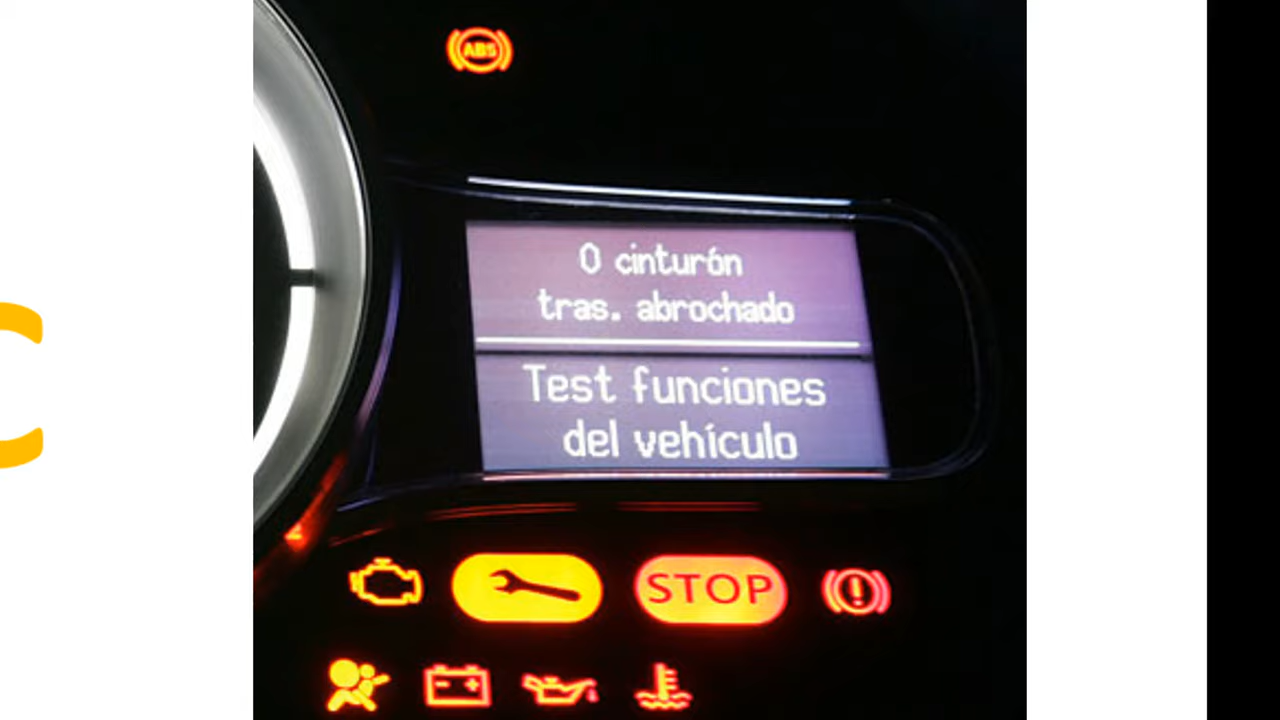 ABS
0 cinturón
tras. abrochado
Test funciones
del vehículo
STOP